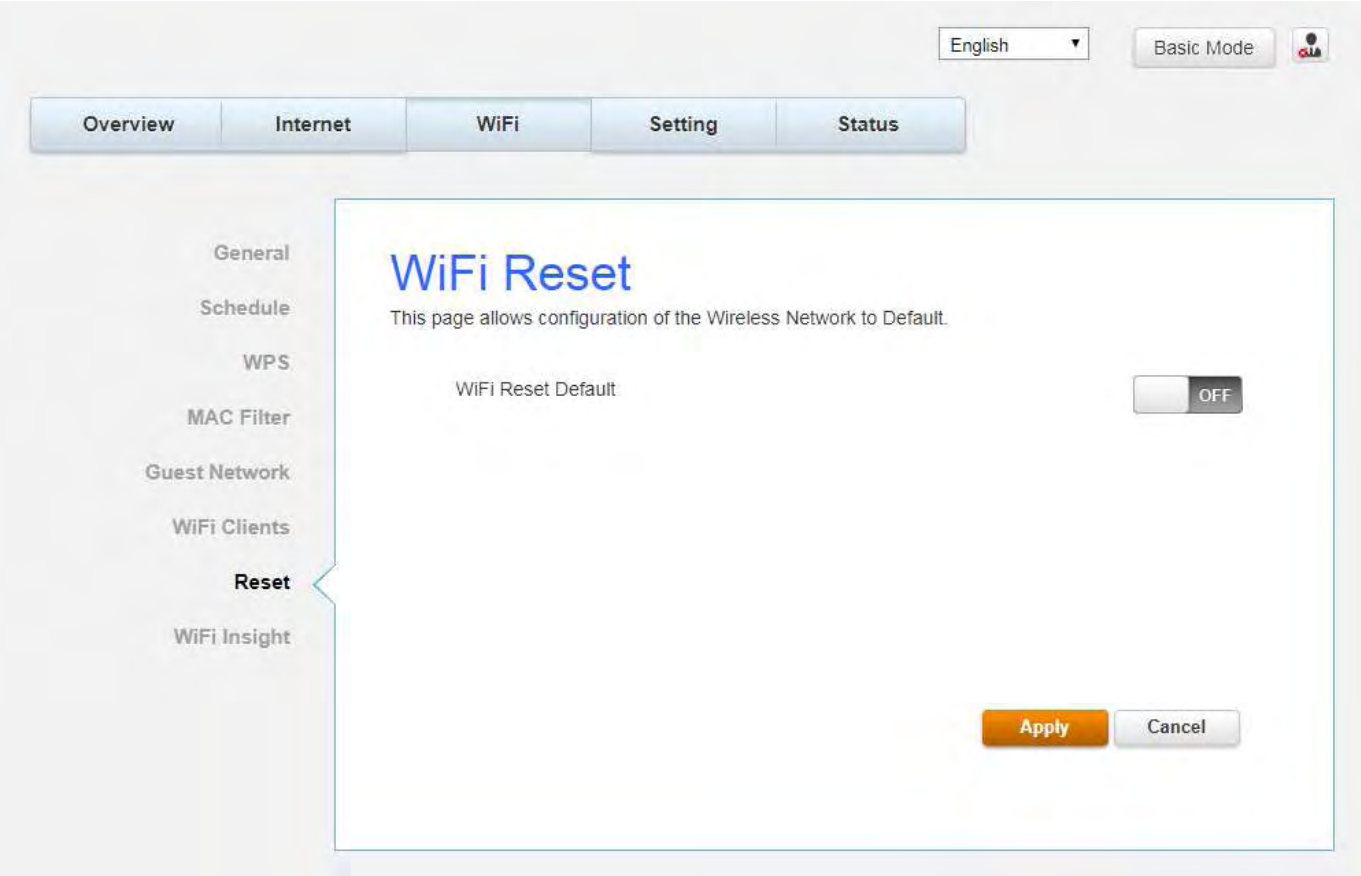 English
Basic Mode
Overview Internet WiFi Setting Status
General
Schedule
WPS
MAC Filter
Guest Network
WiFi Clients
Reset
WiFi Insight
WiFi Reset
This page allows configuration of the Wireless Network to Default.
WiFi Reset Default
OFF
Apply Cancel